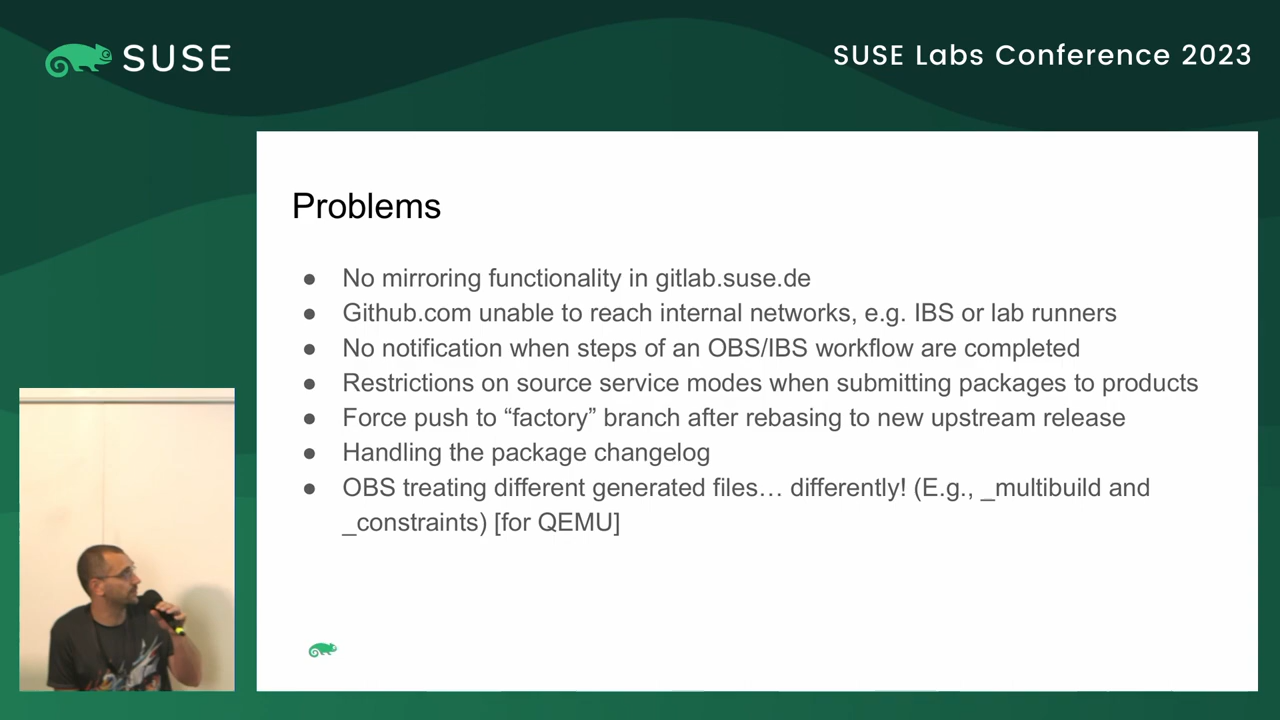 SUSE
SUSE Labs Conference 2023
Problems
● No mirroring functionality in gitlab.suse.de
● Github.com unable to reach internal networks, e.g. IBS or lab runners
● No notification when steps of an OBS/IBS workflow are completed
● Restrictions on source service modes when submitting packages to products
● Force push to “factory” branch after rebasing to new upstream release
● Handling the package changelog
● OBS treating different generated files… differently! (E.g., _multibuild and
_constraints) [for QEMU]